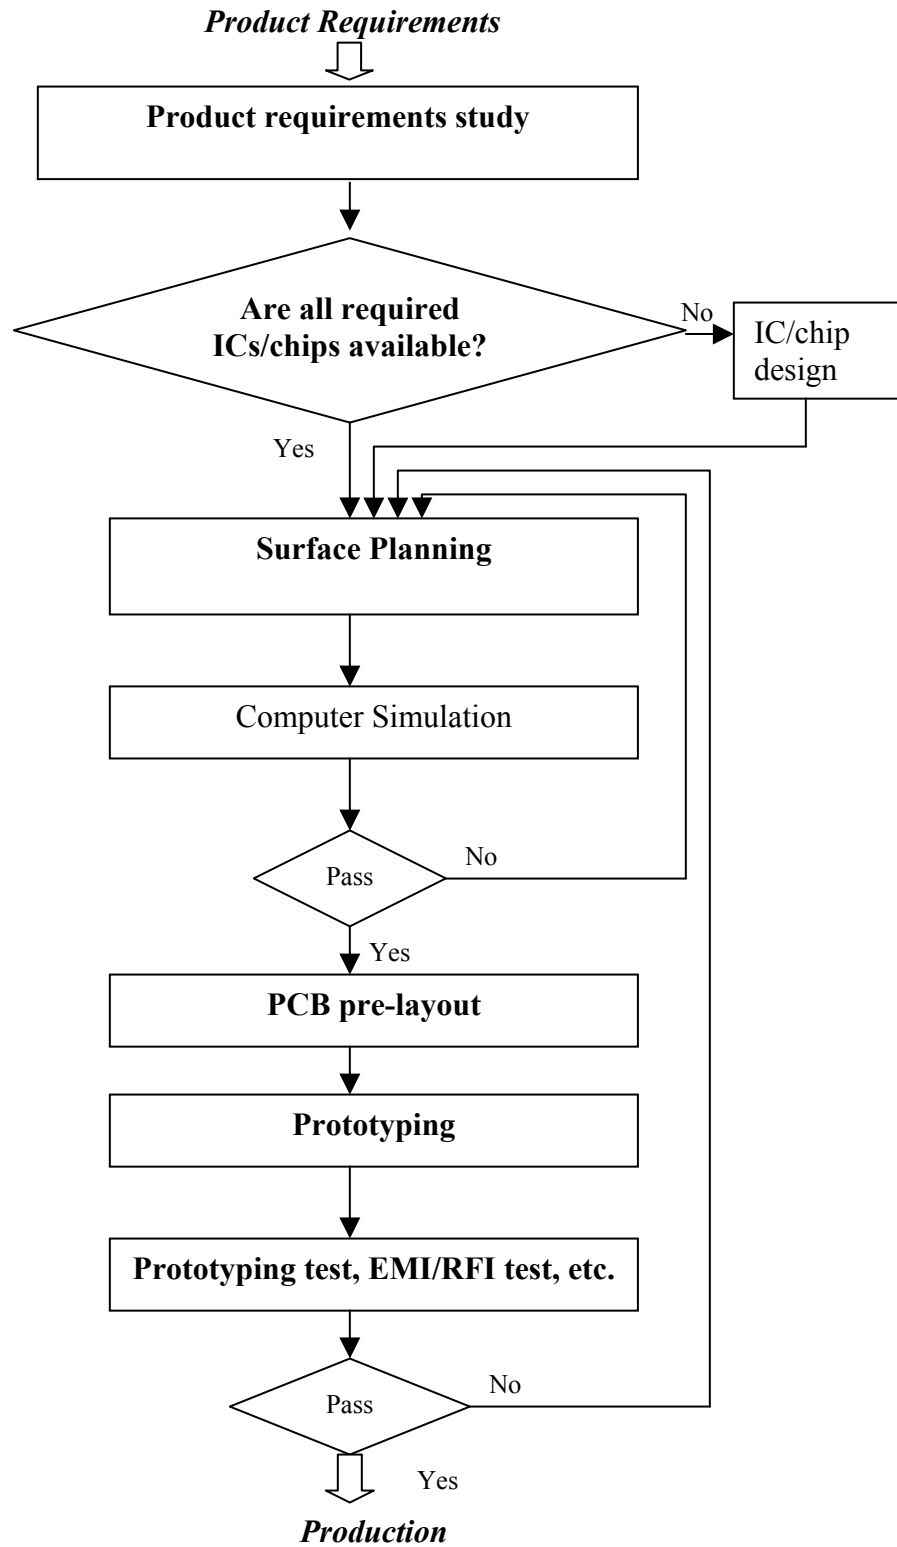 Product Requirements
Product requirements study
Are all required
ICs/chips available?
No
IC/chip
design
Yes
Surface Planning
Computer Simulation
Pass
No
Yes
PCB pre-layout
Prototyping
Prototyping test, EMI/RFI test, etc.
Pass
No
Yes
Production